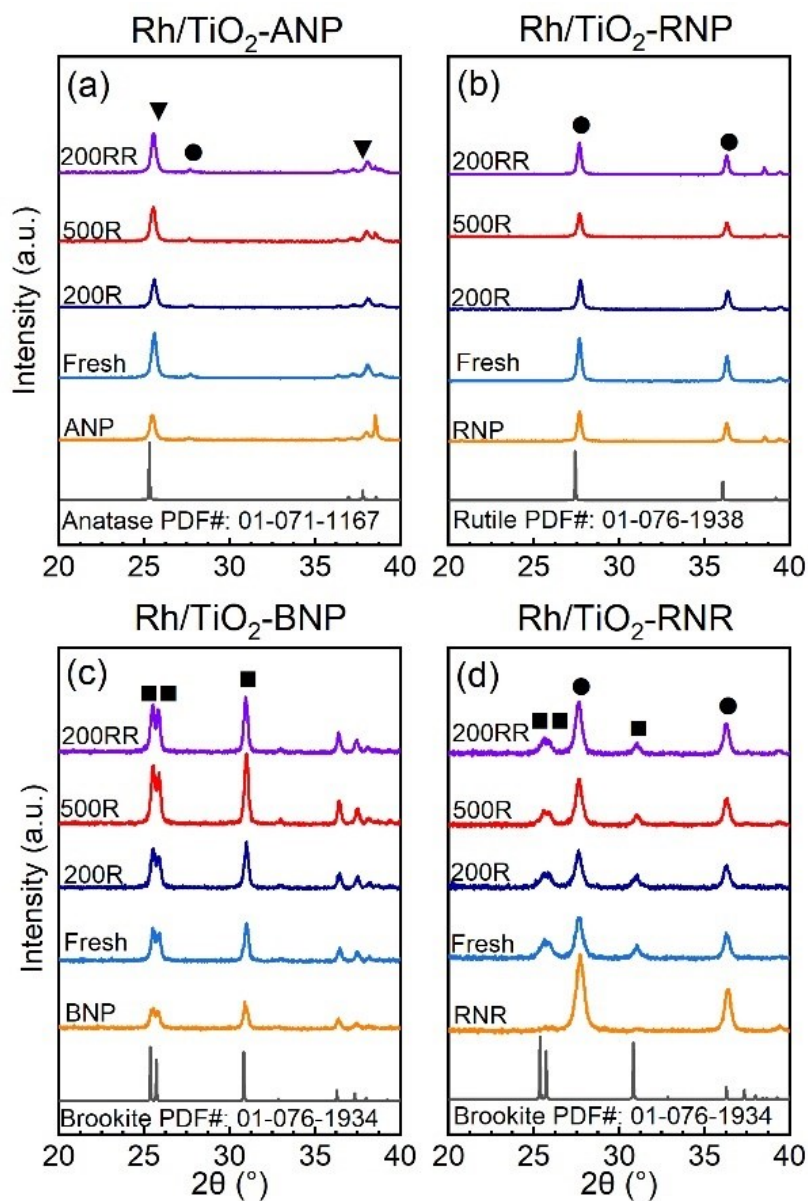 Rh/TiO₂-ANP
(a)
200RR
500R
200R
Fresh
ANP
Anatase PDF#: 01-071-1167
20 25 30 35 40
2θ (°)
Intensity (a.u.)
Rh/TiO₂-RNP
(b)
200RR
500R
200R
Fresh
RNP
Rutile PDF#: 01-076-1938
20 25 30 35 40
2θ (°)
Rh/TiO₂-BNP
(c)
200RR
500R
200R
Fresh
BNP
Brookite PDF#: 01-076-1934
20 25 30 35 40
2θ (°)
Intensity (a.u.)
Rh/TiO₂-RNR
(d)
200RR
500R
200R
Fresh
RNR
Brookite PDF#: 01-076-1934
20 25 30 35 40
2θ (°)